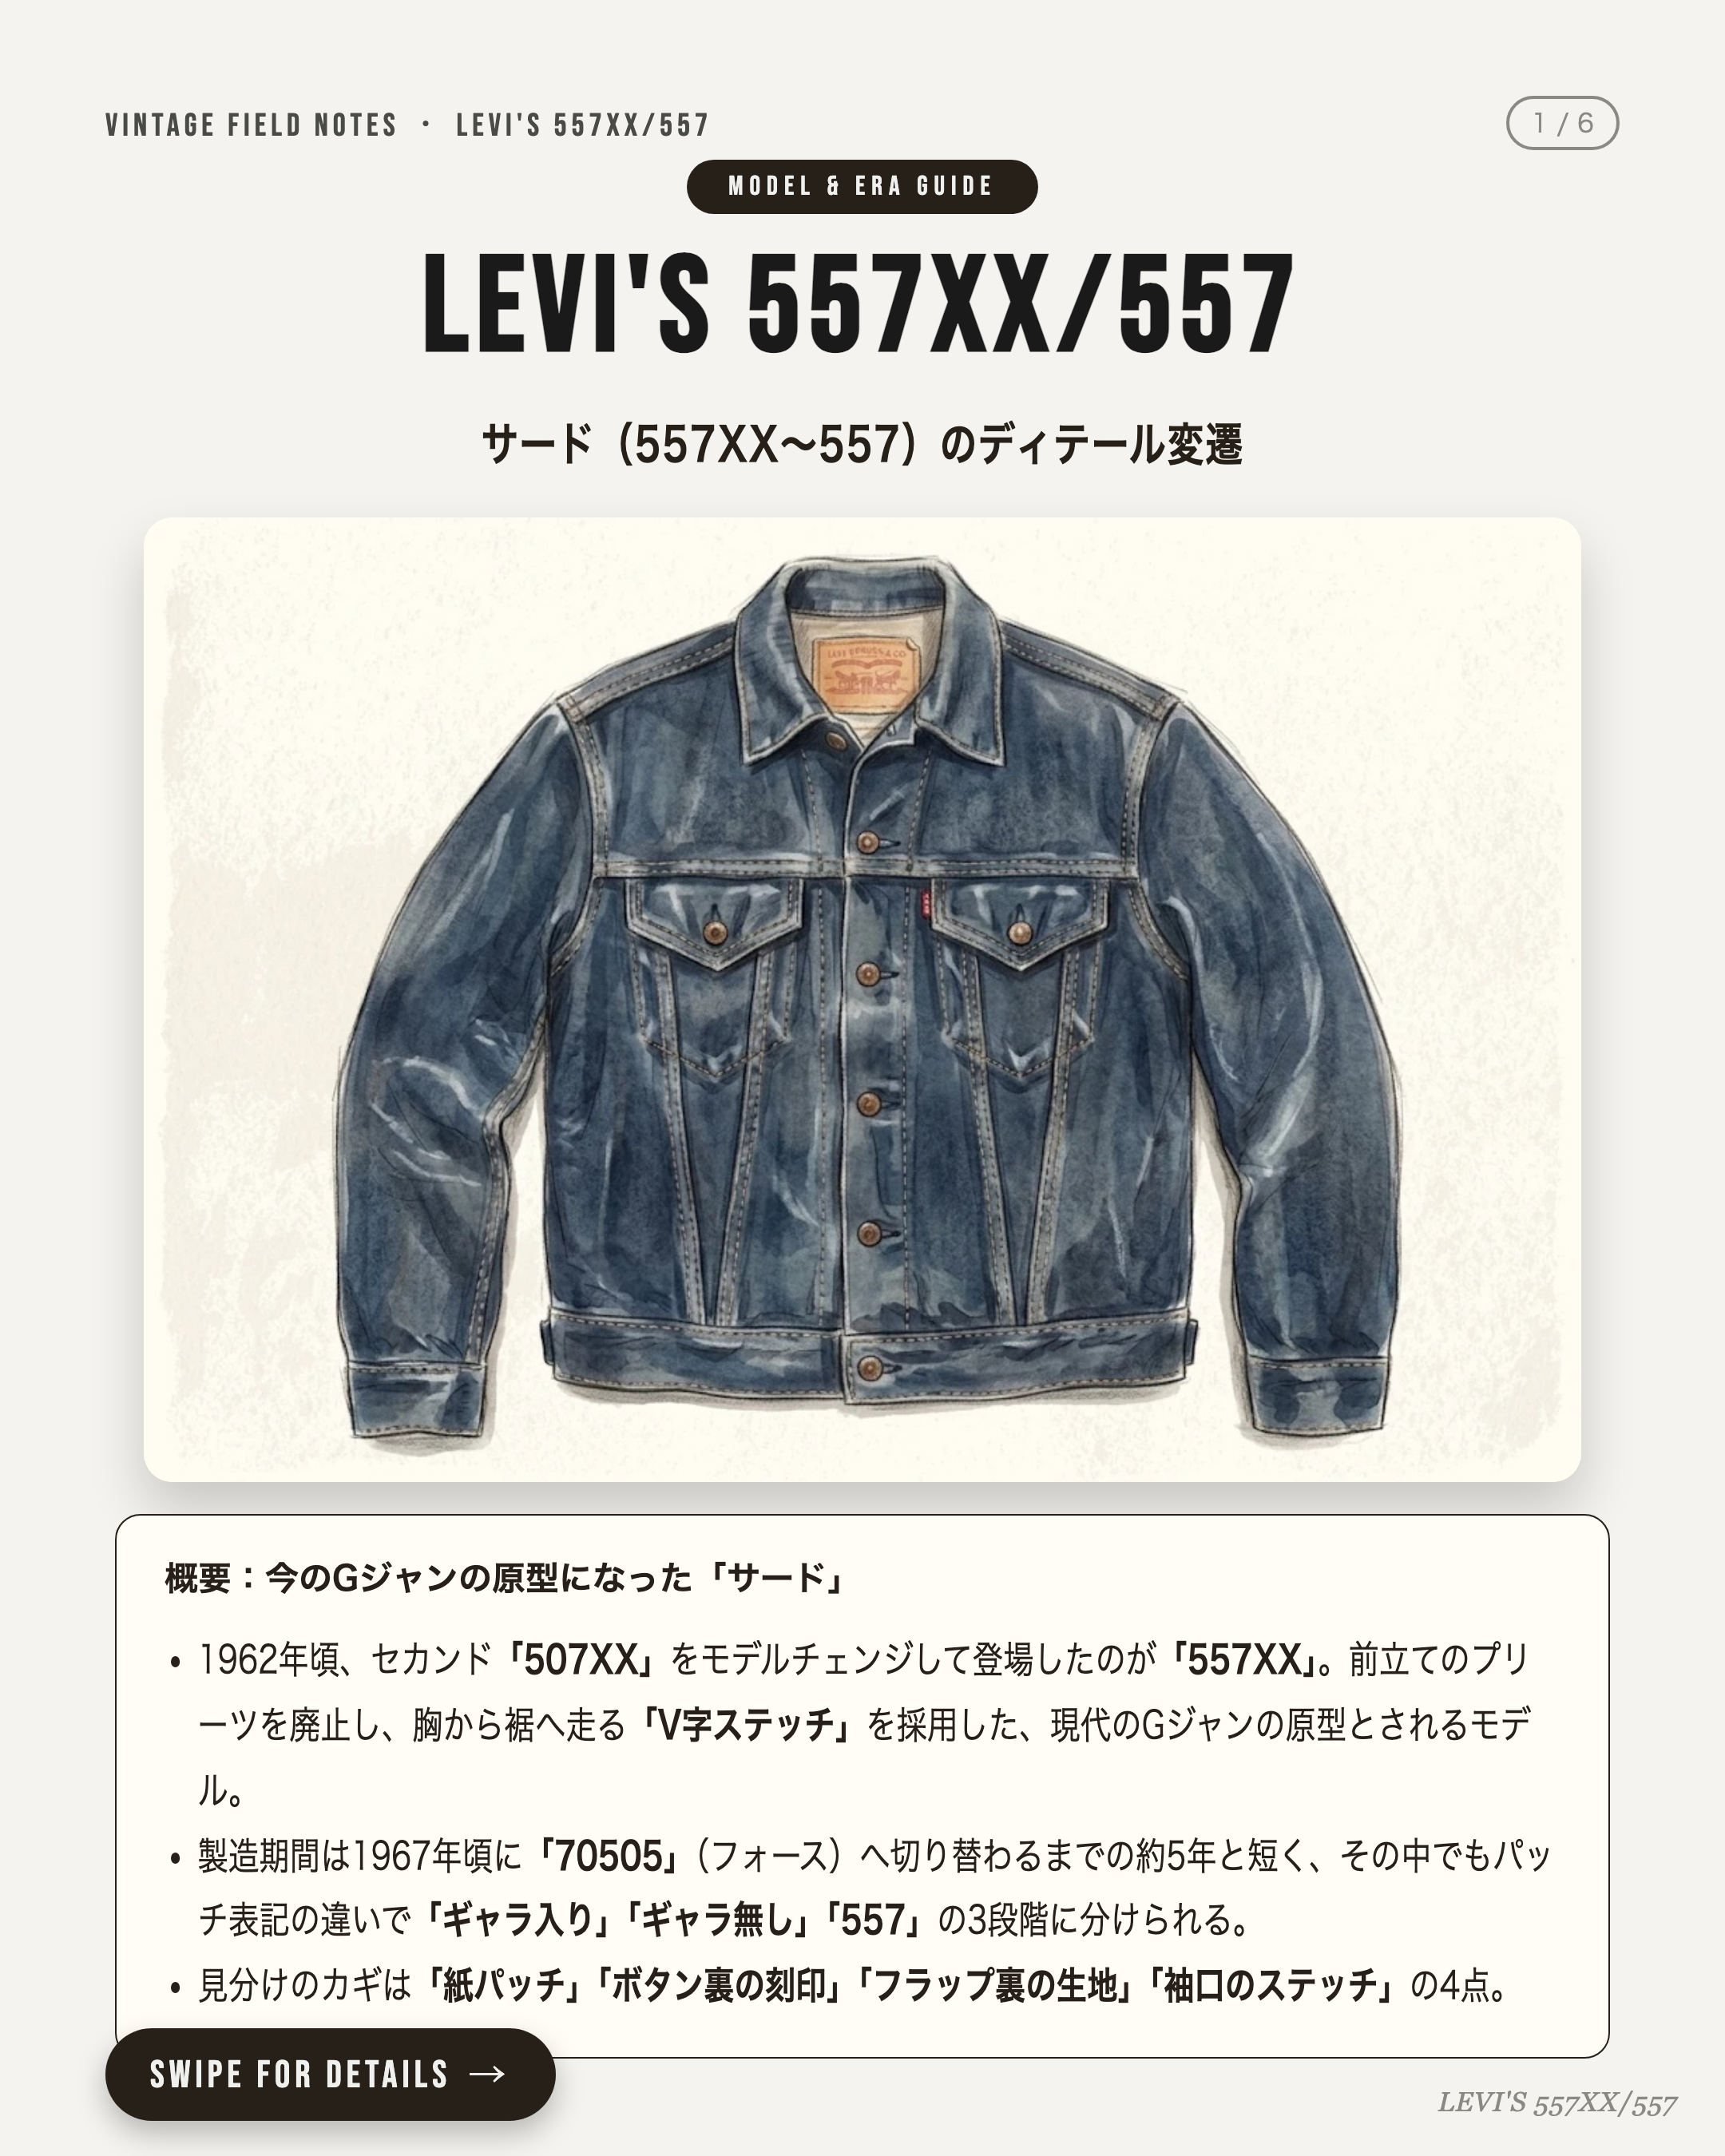 VINTAGE FIELD NOTES · LEVI'S 557XX/557
1 / 6
MODEL & ERA GUIDE
LEVI'S 557XX/557
サード（557XX〜557）のディテール変遷
LEVI STRAUSS & CO
概要：今のGジャンの原型になった「サード」
• 1962年頃、セカンド「507XX」をモデルチェンジして登場したのが「557XX」。前立てのプリ
ーツを廃止し、胸から裾へ走る「V字ステッチ」を採用した、現代のGジャンの原型とされるモデ
ル。
• 製造期間は1967年頃に「70505」（フォース）へ切り替わるまでの約5年と短く、その中でもパッ
チ表記の違いで「ギャラ入り」「ギャラ無し」「557」の3段階に分けられる。
• 見分けのカギは「紙パッチ」「ボタン裏の刻印」「フラップ裏の生地」「袖口のステッチ」の4点。
SWIPE FOR DETAILS →
LEVI'S 557XX/557